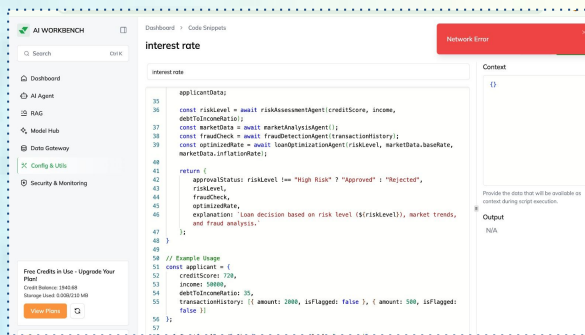 AI WORKBENCH
Search
Ctrl K
Dashboard
AI Agent
RAG
Model Hub
Data Gateway
Config & Utils
Security & Monitoring
Free Credits in Use - Upgrade Your
Plan!
Credit Balance: 1940.68
Storage Used: 0.00B/210 MB
View Plans
Dashboard > Code Snippets
interest rate
interest rate
applicantData;
35
36 const riskLevel = await riskAssessmentAgent(creditScore, income,
debtToIncomeRatio);
37 const marketData = await marketAnalysisAgent();
38 const fraudCheck = await fraudDetectionAgent(transactionHistory);
39 const optimizedRate = await loanOptimizationAgent(riskLevel, marketData.baseRate,
marketData.inflationRate);
40
41 return {
42 approvalStatus: riskLevel !== "High Risk" ? "Approved" : "Rejected",
43 riskLevel,
44 fraudCheck,
45 optimizedRate,
46 explanation: `Loan decision based on risk level (${riskLevel}), market trends,
and fraud analysis.`
47 };
48 }
49
50 // Example Usage
51 const applicant = {
52 creditScore: 720,
53 income: 50000,
54 debtToIncomeRatio: 35,
55 transactionHistory: [{ amount: 2000, isFlagged: false }, { amount: 500, isFlagged:
false }]
56 };
57
Network Error
Context
{}
Provide the data that will be available as
context during script execution.
Output
N/A